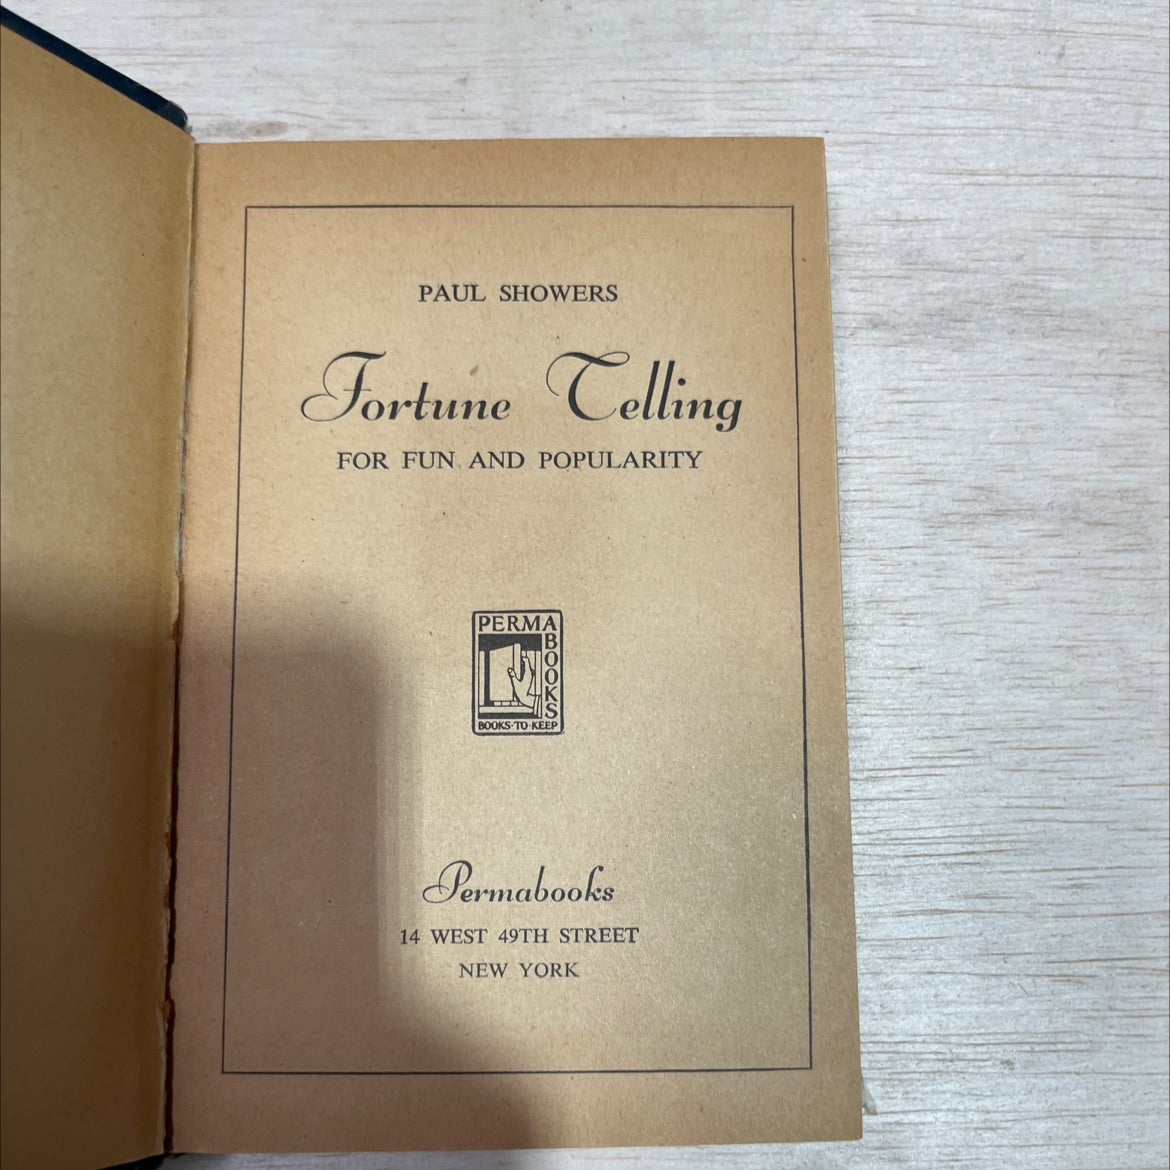 PAUL SHOWERS
Fortune Telling
FOR FUN AND POPULARITY
PERMA
BOOKS
BOOKS·TO·KEEP
Permabooks
14 WEST 49TH STREET
NEW YORK